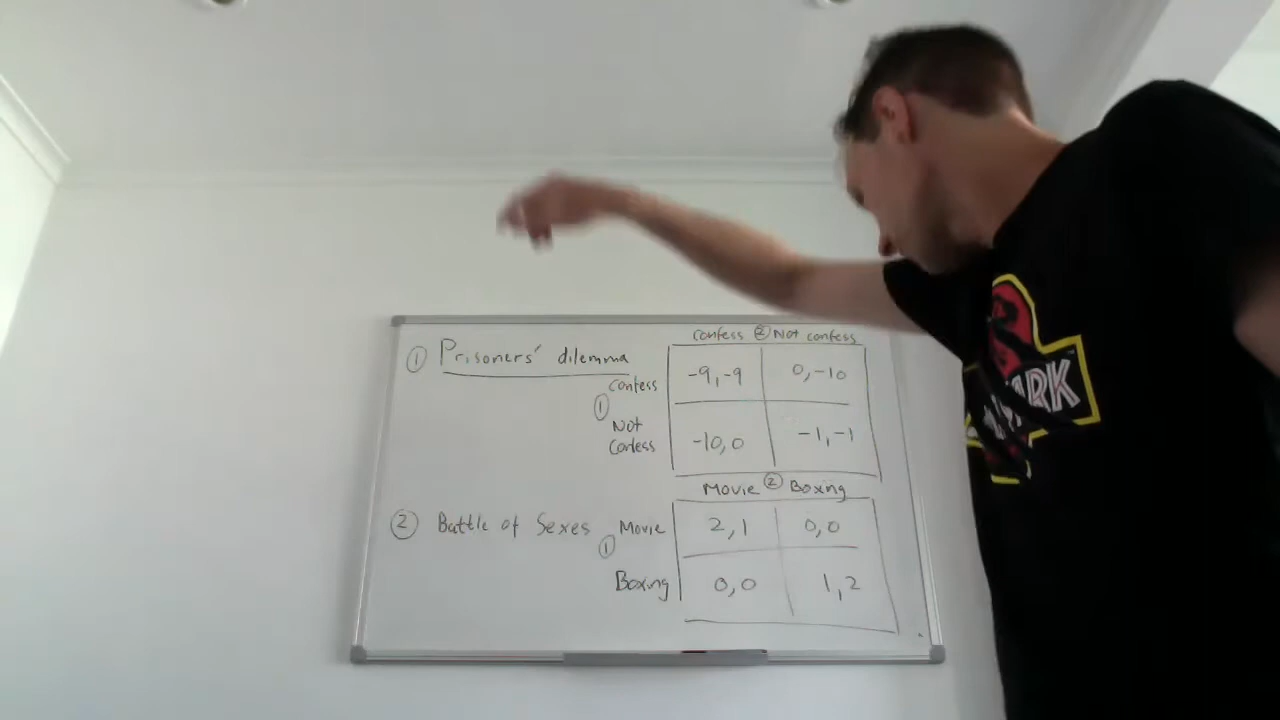 Confess ② Not confess
① Prisoners' dilemma
-9,-9 0,-10
Confess
①
Not
Confess
-10,0 -1,-1
Movie ② Boxing
② Battle of Sexes Movie 2,1 0,0
①
Boxing 0,0 1,2